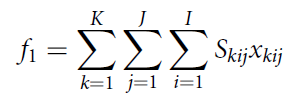 f₁ = ∑_{k=1}^{K} ∑_{j=1}^{J} ∑_{i=1}^{I} S_{kij} x_{kij}